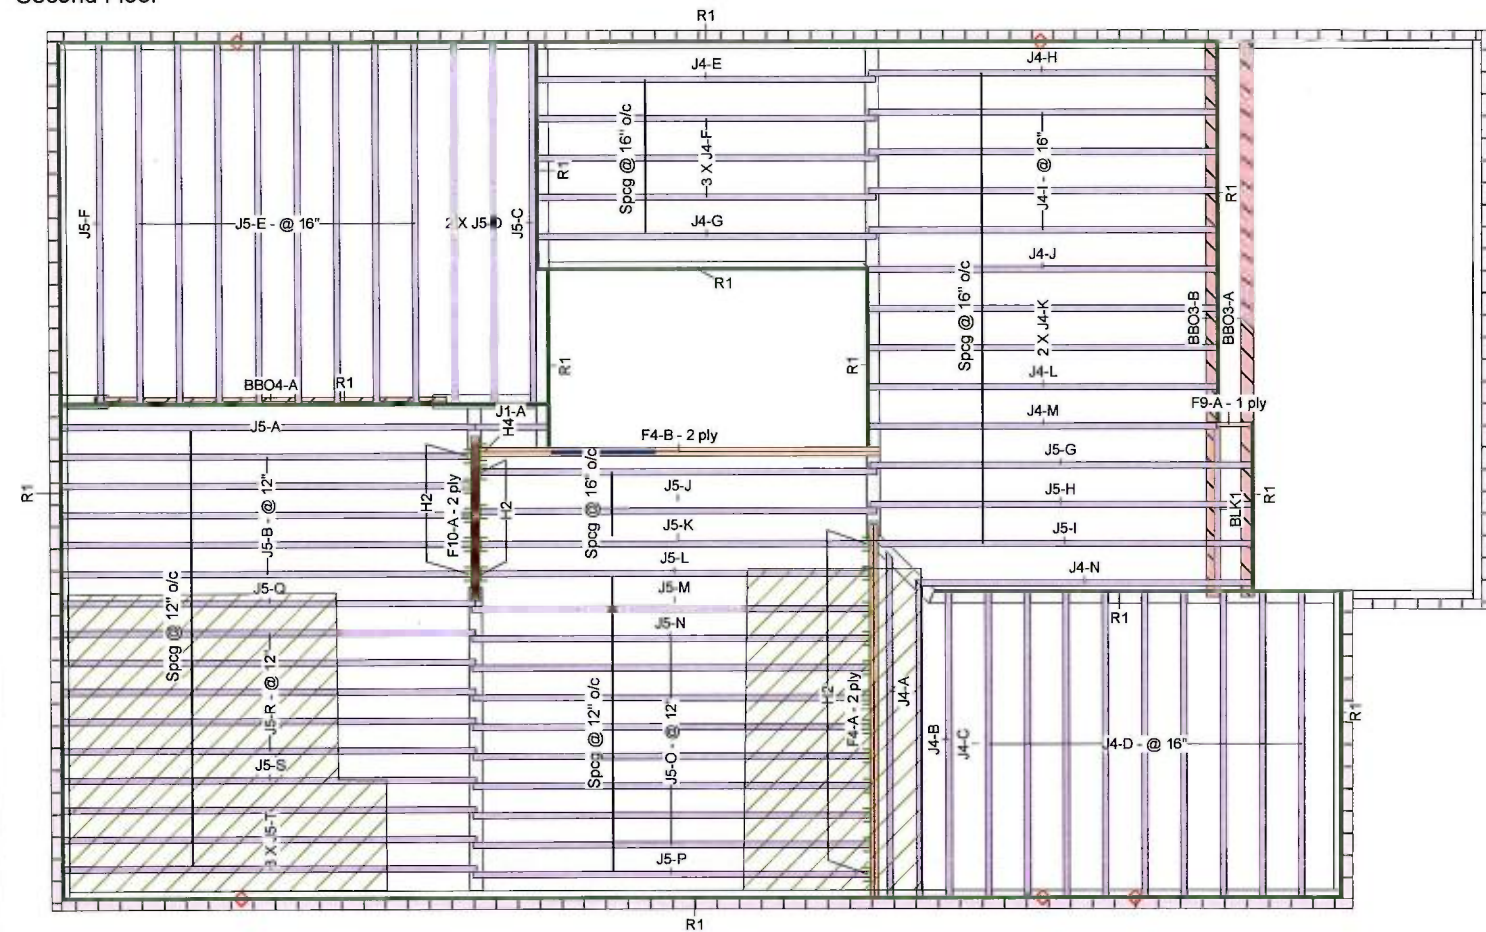 Second Floor
R1
J4-E
J4-H
Spcg @ 16" o/c
3 X J4-F
J4-I - @ 16"
R1
R1
J5-F
J5-E - @ 16"
2 X J5-D
J5-C
J4-G
J4-J
R1
Spcg @ 16" o/c
2 X J4-K
BBO3-B
BBO3-A
R1
R1
J4-L
BBO4-A
R1
F9-A - 1 ply
J1-A
J4-M
J5-A
H4
F4-B - 2 ply
J5-G
H2
F10-A - 2 ply
H2
Spcg @ 16" o/c
J5-J
J5-H
R1
J5-B - @ 12"
BLK1
R1
J5-K
J5-I
J5-L
J4-N
J5-Q
J5-M
J5-N
R1
Spcg @ 12" o/c
J5-R - @ 12"
Spcg @ 12" o/c
J5-O - @ 12"
H2
F4-A - 2 ply
J4-A
J4-B
J4-C
J4-D - @ 16"
R1
J5-S
3 X J5-T
J5-P
R1